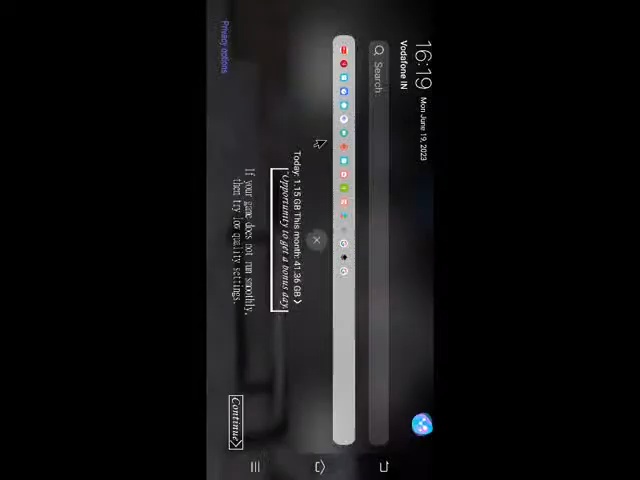 16:19
Mon June 19, 2023
Vodafone IN
Search
Today: 1.15 GB This month: 41.36 GB
"Opportunity to get a bonus day.
If your game does not run smoothly,
then try low quality settings.
Privacy options
Continue